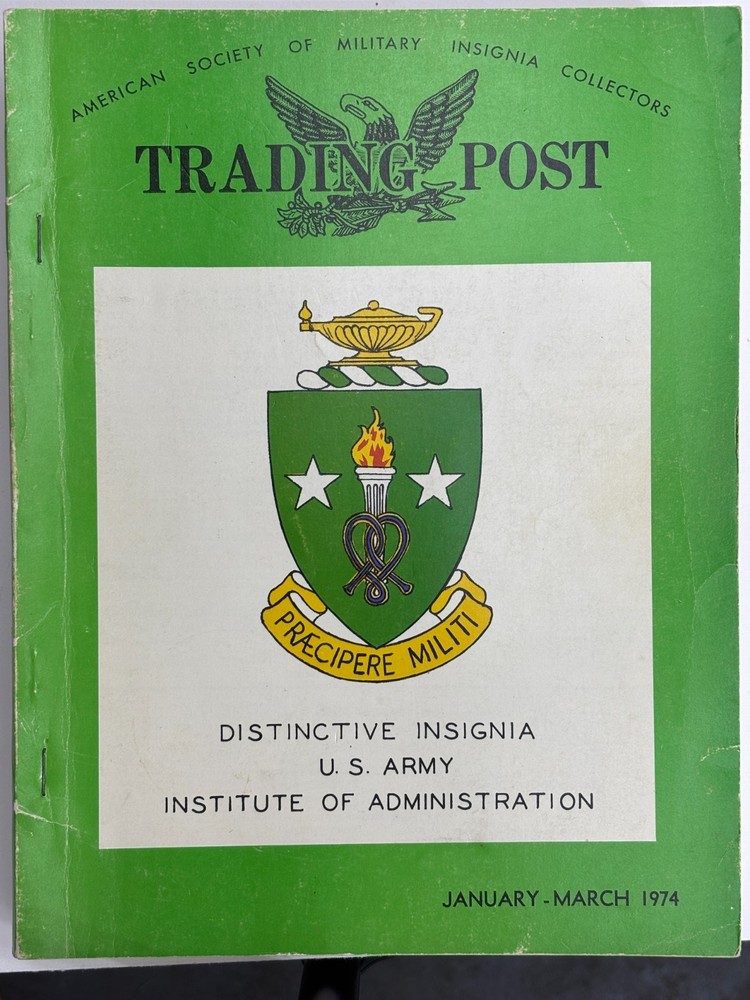 AMERICAN SOCIETY OF MILITARY INSIGNIA COLLECTORS
TRADING POST
PRÆCIPERE MILITI
DISTINCTIVE INSIGNIA
U. S. ARMY
INSTITUTE OF ADMINISTRATION
JANUARY-MARCH 1974